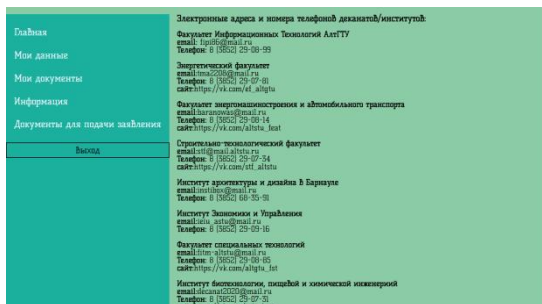 Главная
Мои данные
Мои документы
Информация
Документы для подачи заявления
Выход
Электронные адреса и номера телефонов деканатов/институтов:
Факультет Информационных Технологий АлтГТУ
email: fipi86@mail.ru
Телефон: 8 (3852) 29-08-99
Энергетический факультет
email:tma2208@mail.ru
Телефон: 8 (3852) 29-07-81
сайт:https://vk.com/ef_altgtu
Факультет энергомашиностроения и автомобильного транспорта
email:baranowas@mail.ru
Телефон: 8 (3852) 29-08-14
сайт:https://vk.com/altstu_feat
Строительно-технологический факультет
email:stf@mail.altstu.ru
Телефон: 8 (3852) 29-07-34
сайт:https://vk.com/stf_altstu
Институт архитектуры и дизайна в Барнауле
email:instibox@mail.ru
Телефон: 8 (3852) 66-35-91
Институт Экономики и Управления
email:ieiu_astu@mail.ru
Телефон: 8 (3852) 29-09-16
Факультет специальных технологий
email:fitm-altstu@mail.ru
Телефон: 8 (3852) 29-08-65
сайт:https://vk.com/altgtu_fst
Институт биотехнологии, пищевой и химической инженериий
email:decanat2020@mail.ru
Телефон: 8 (3852) 29-07-31